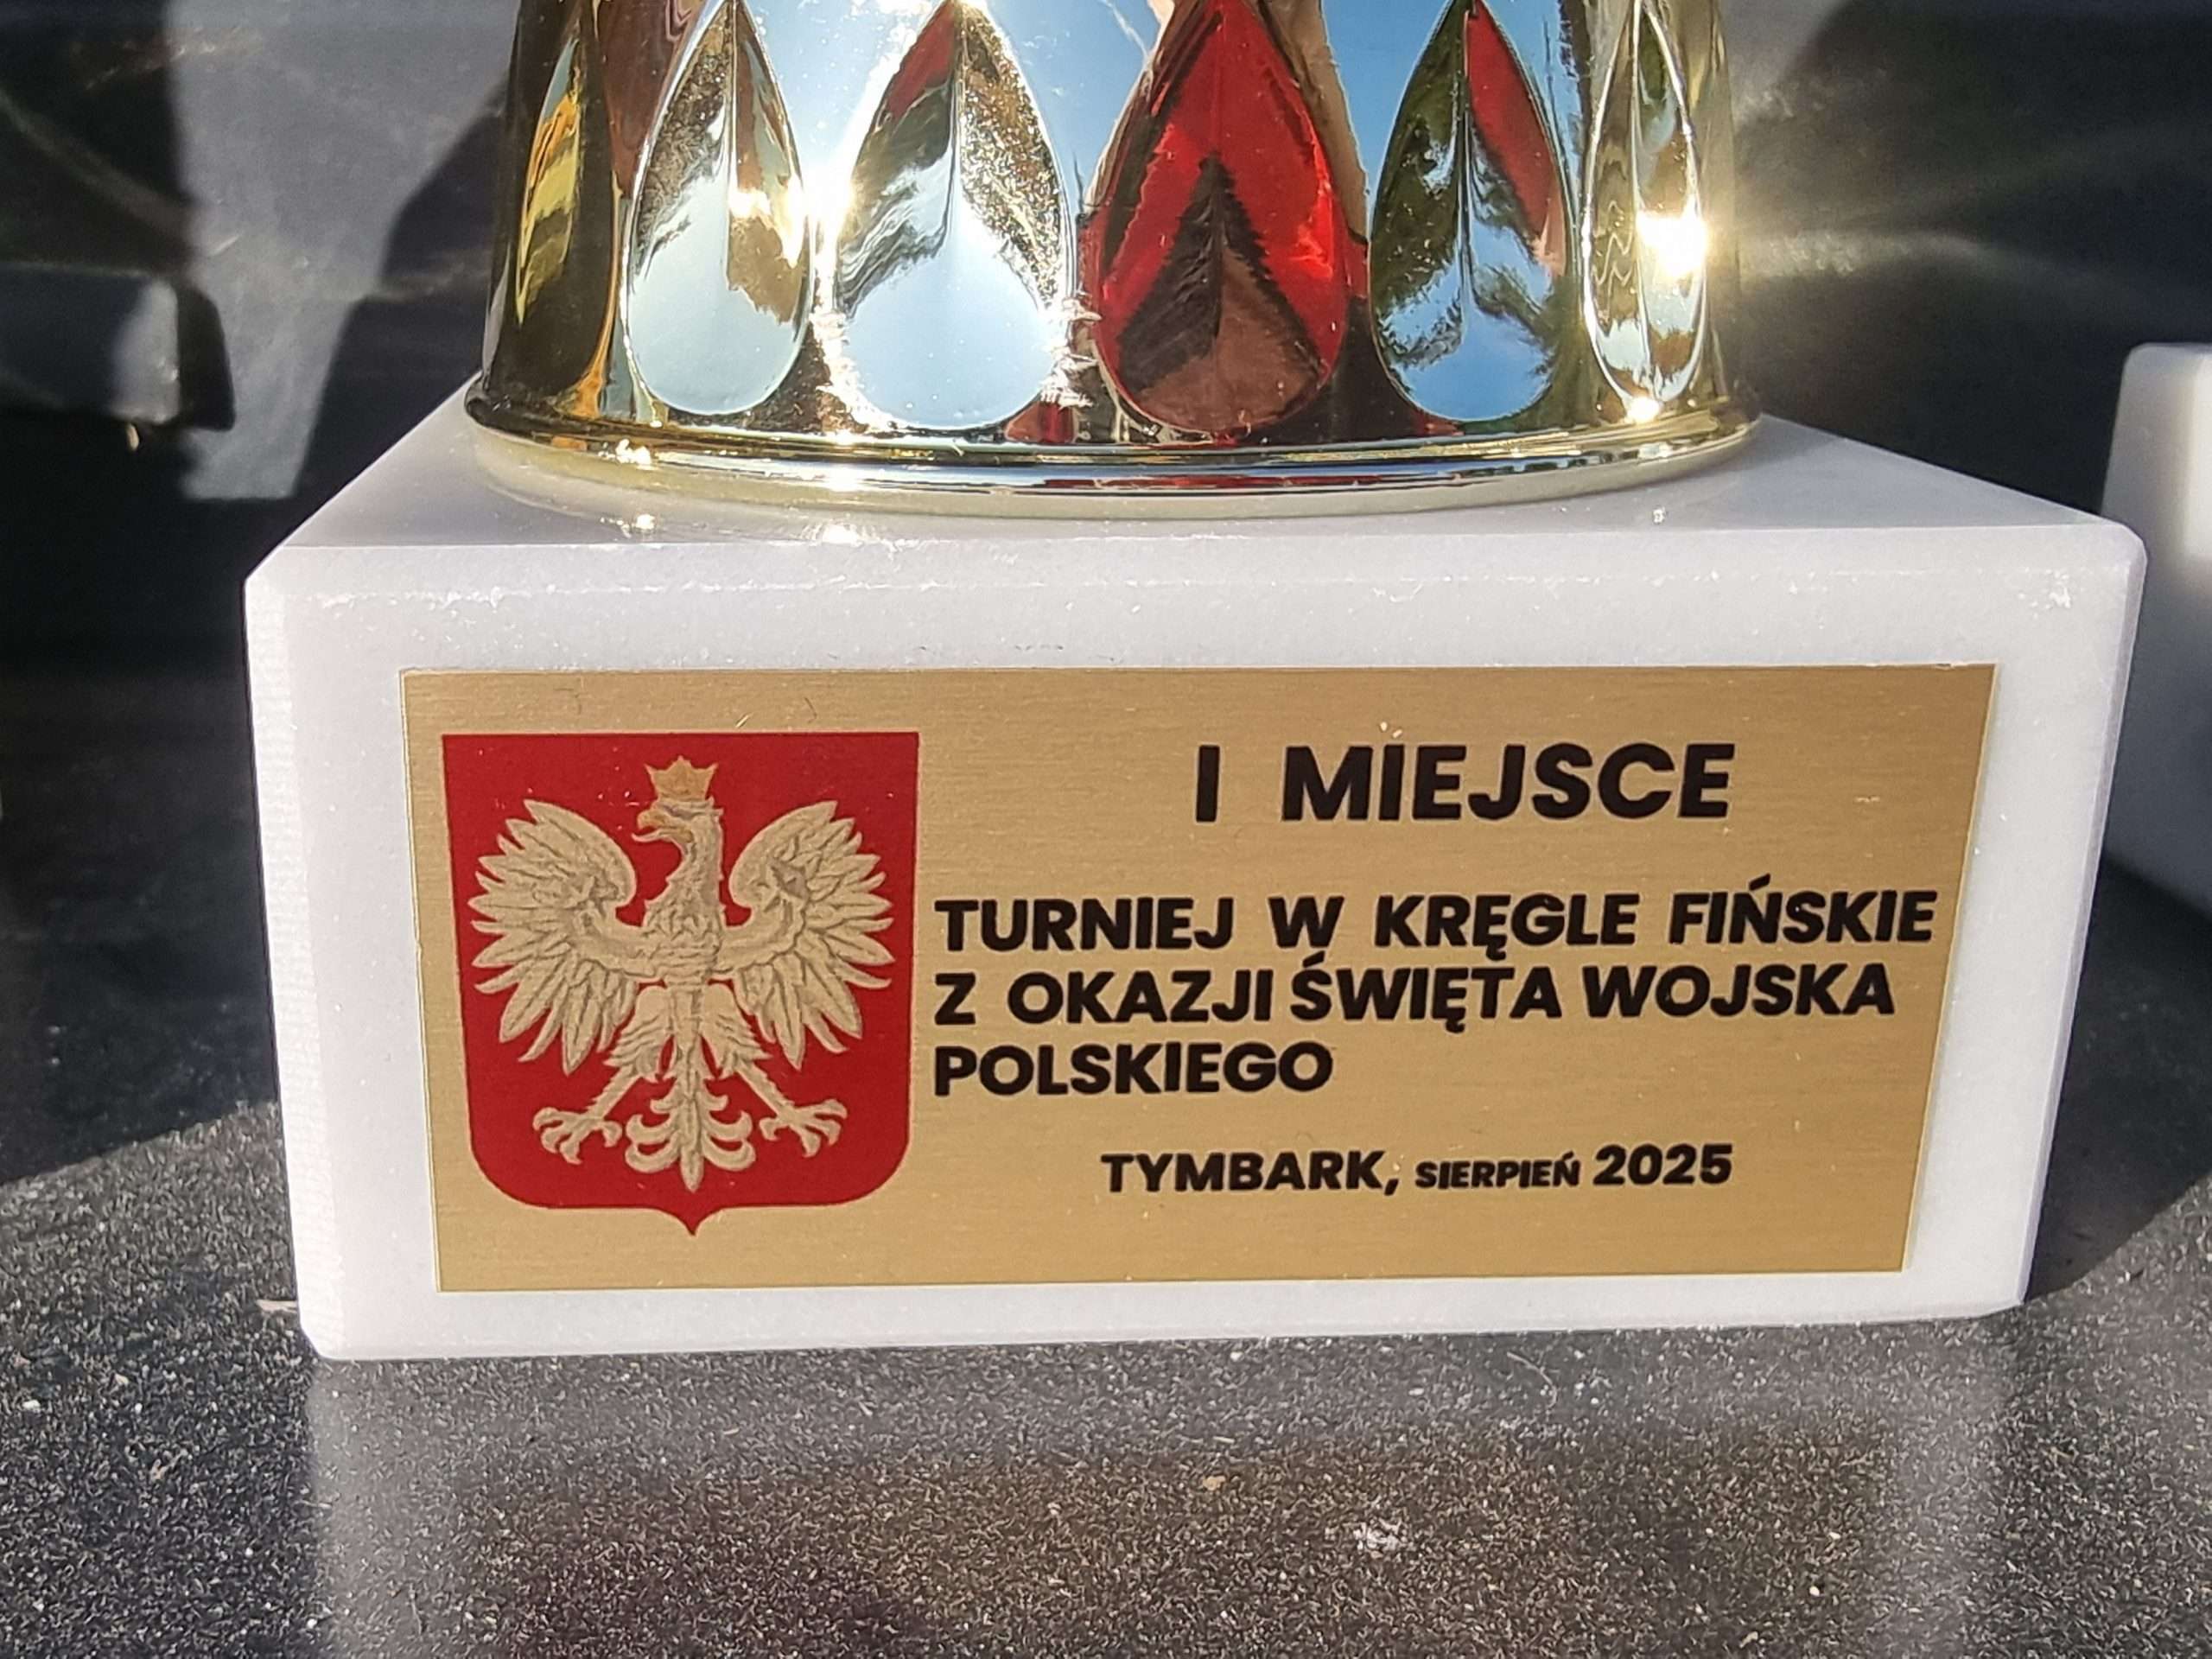 I MIEJSCE
TURNIEJ W KRĘGLE FIŃSKIE
Z OKAZJI ŚWIĘTA WOJSKA
POLSKIEGO
TYMBARK, SIERPIEŃ 2025